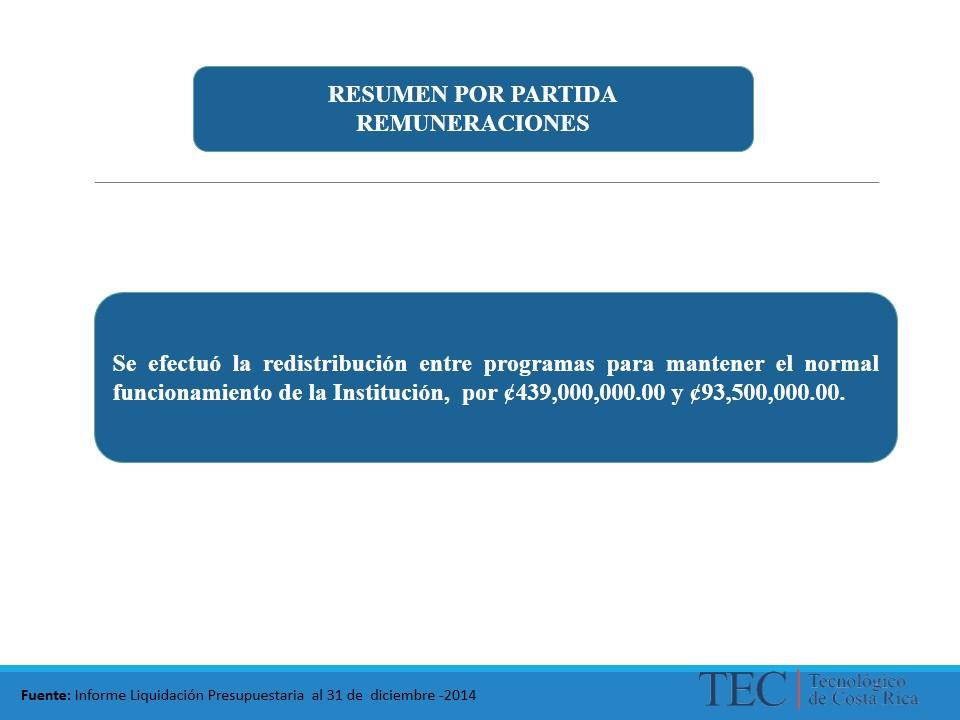 RESUMEN POR PARTIDA
REMUNERACIONES
Se efectuó la redistribución entre programas para mantener el normal
funcionamiento de la Institución, por ¢439,000,000.00 y ¢93,500,000.00.
Fuente: Informe Liquidación Presupuestaria al 31 de diciembre -2014
TEC | Tecnológico
de Costa Rica